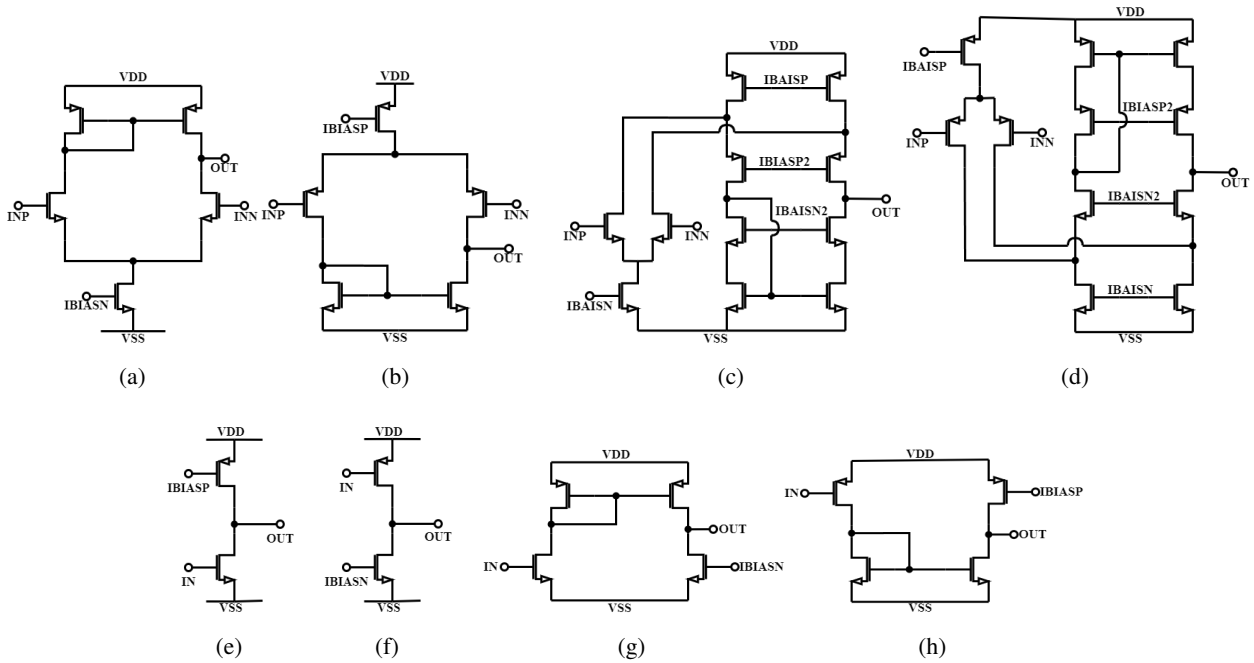 VDD
OUT
INP
INN
IBIASN
VSS
(a)
VDD
IBIASP
INP
INN
OUT
VSS
(b)
VDD
IBAISP
IBIASP2
OUT
IBAISN2
INP
INN
IBAISN
VSS
(c)
VDD
IBAISP
IBIASP2
INP
INN
OUT
IBAISN2
IBAISN
VSS
(d)
VDD
IBIASP
OUT
IN
VSS
(e)
VDD
IN
OUT
IBIASN
VSS
(f)
VDD
OUT
IN
IBIASN
VSS
(g)
VDD
IN
IBIASP
OUT
VSS
(h)